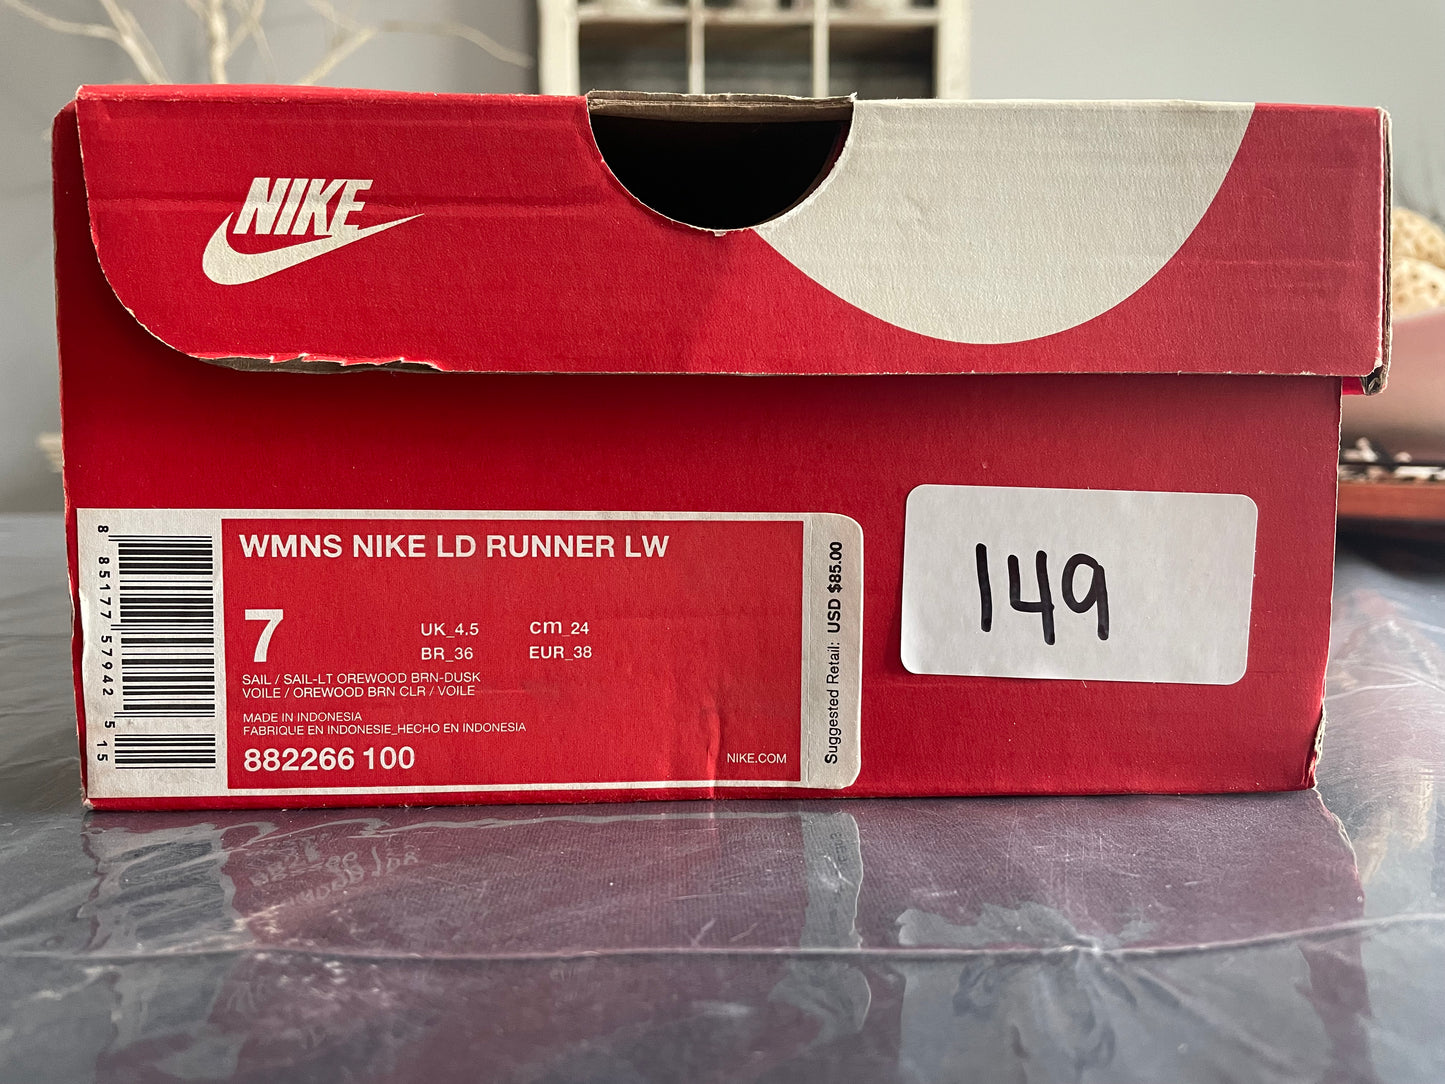 NIKE
WMNS NIKE LD RUNNER LW
7
UK_4.5 cm_24
BR_36 EUR_38
SAIL / SAIL-LT OREWOOD BRN-DUSK
VOILE / OREWOOD BRN CLR / VOILE
MADE IN INDONESIA
FABRIQUE EN INDONESIE_HECHO EN INDONESIA
882266 100
NIKE.COM
8 85177 57942 5 15
Suggested Retail: USD $85.00
149